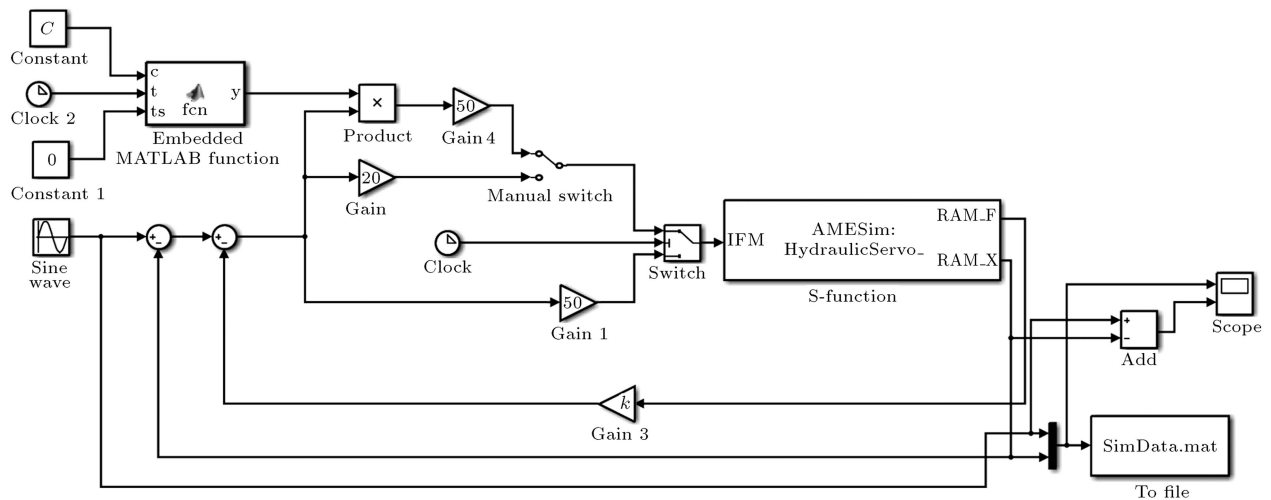 C
Constant
Clock 2
0
Constant 1
c
t
ts
fcn
y
Embedded
MATLAB function
×
Product
50
Gain 4
20
Gain
Manual switch
Sine
wave
+
−
+
−
Clock
Switch
50
Gain 1
IFM
AMESim:
HydraulicServo_
RAM_F
RAM_X
S-function
k
Gain 3
+
−
Add
Scope
SimData.mat
To file